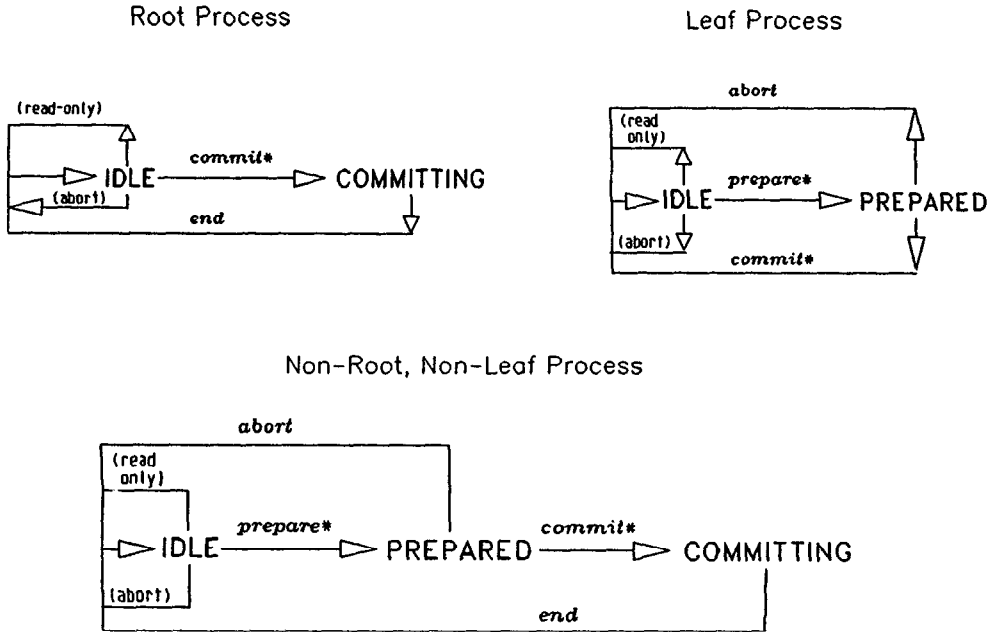 Root Process
Leaf Process
(read-only)
IDLE
commit*
COMMITTING
(abort)
end
abort
(read
only)
IDLE
prepare*
PREPARED
(abort)
commit*
Non-Root, Non-Leaf Process
abort
(read
only)
IDLE
prepare*
PREPARED
commit*
COMMITTING
(abort)
end